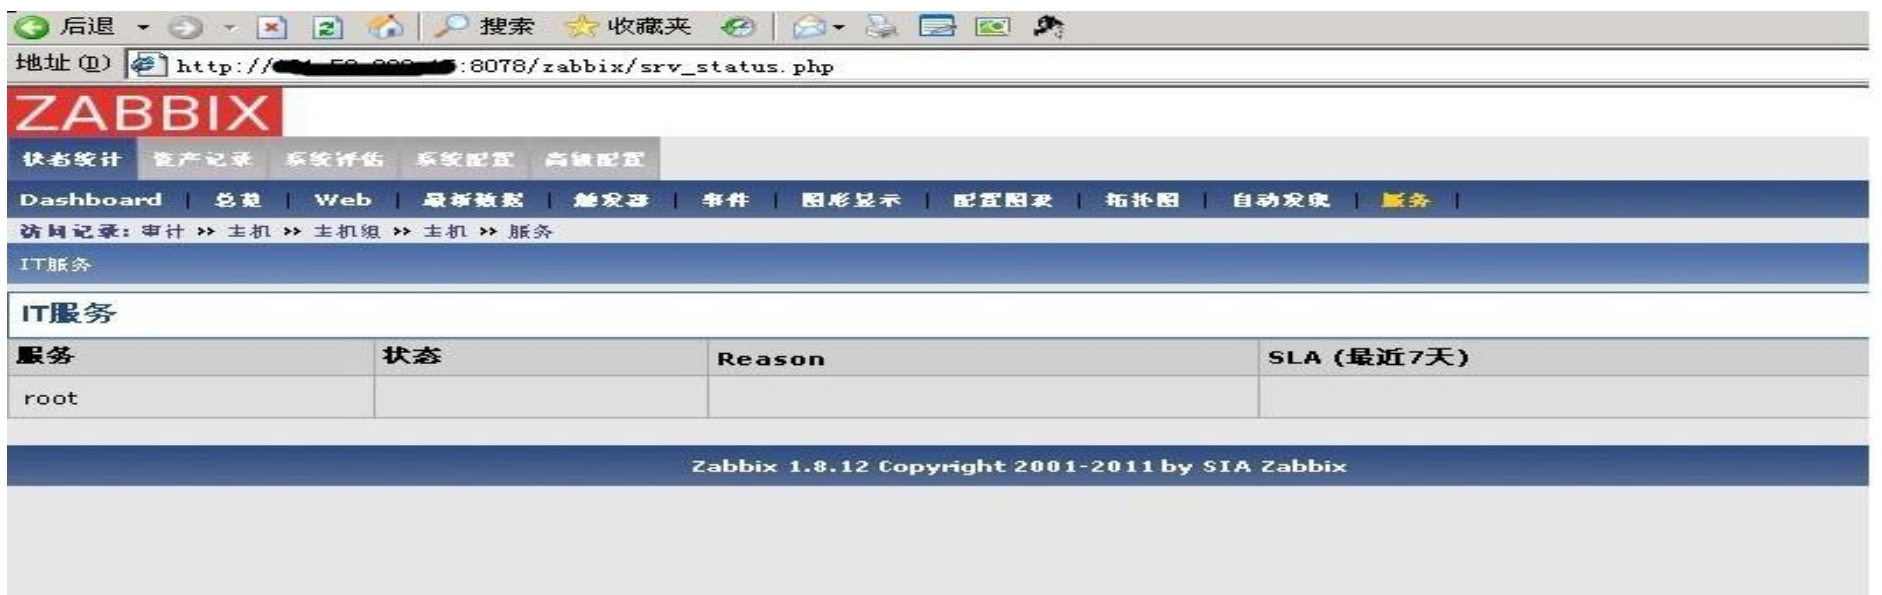 后退 搜索 收藏夹
地址(D) http:// :8078/zabbix/srv_status.php
ZABBIX
状态统计 资产记录 系统评估 系统配置 高级配置
Dashboard | 总览 | Web | 最新数据 | 触发器 | 事件 | 图形显示 | 配置图表 | 拓扑图 | 自动发现 | 服务 |
访问记录: 审计 » 主机 » 主机组 » 主机 » 服务
IT服务
IT服务
服务 状态 Reason SLA (最近7天)
root
Zabbix 1.8.12 Copyright 2001-2011 by SIA Zabbix